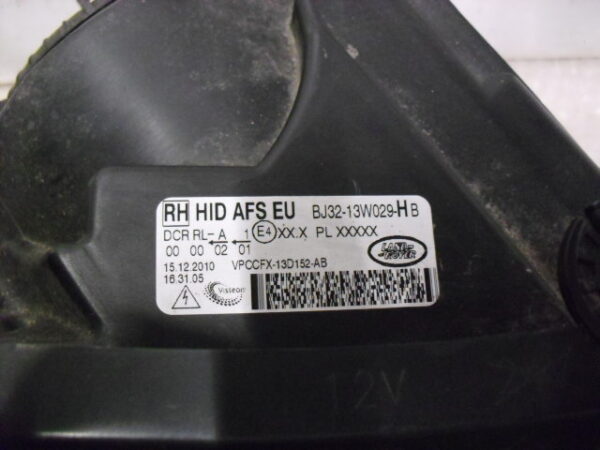 RH HID AFS EU BJ32-13W029-HB
DCR RL-A 1 E4 XX.X PL XXXXX
00 00 02 01
LAND ROVER
15.12.2010 VPCCFX-13D152-AB
16.31.05
Visteon
12V